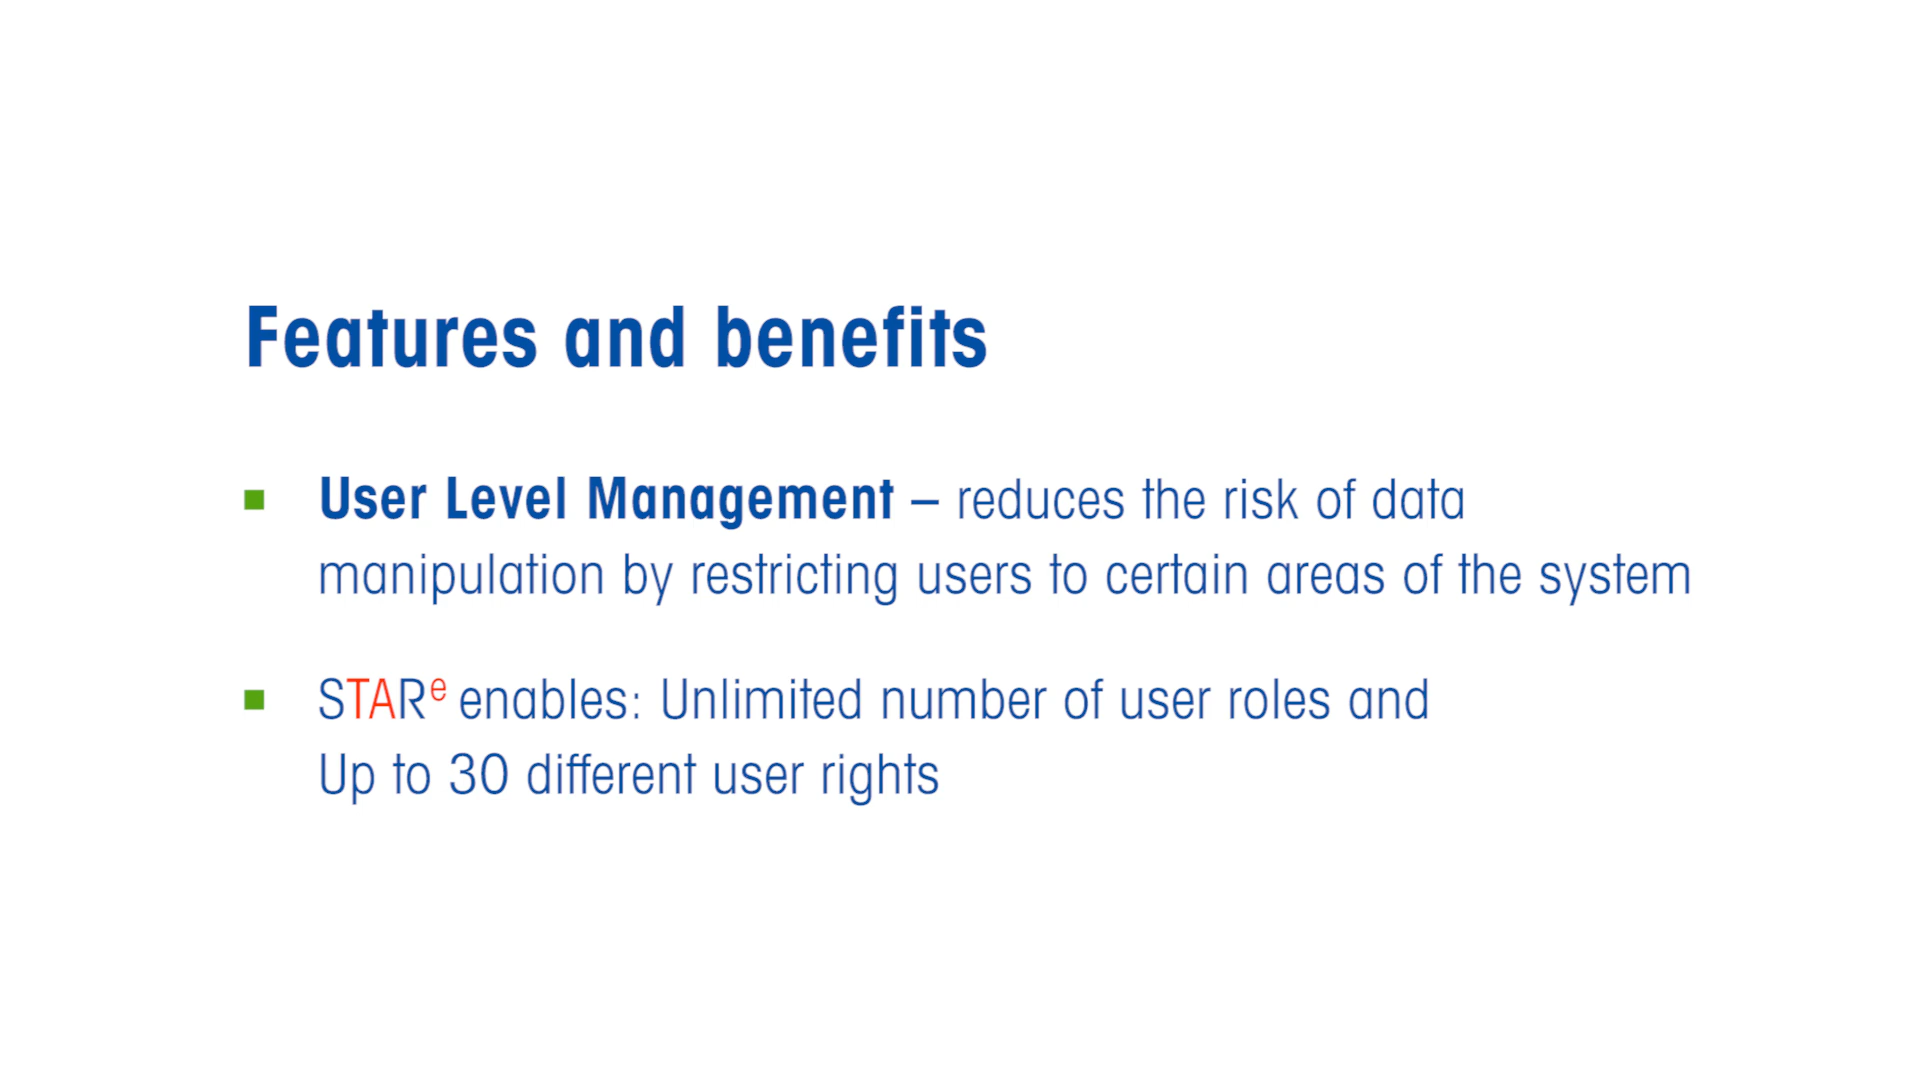 Features and benefits
User Level Management – reduces the risk of data
manipulation by restricting users to certain areas of the system
STARe enables: Unlimited number of user roles and
Up to 30 different user rights